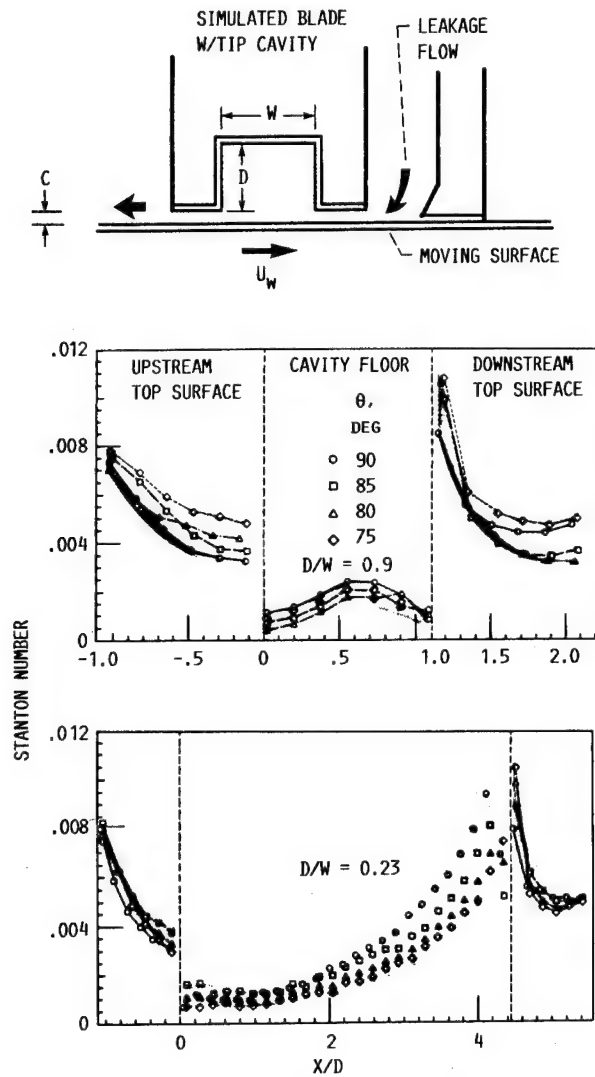 SIMULATED BLADE
W/TIP CAVITY
LEAKAGE
FLOW
W
D
C
U_W
MOVING SURFACE
STANTON NUMBER
.012
.008
.004
0
UPSTREAM
TOP SURFACE
CAVITY FLOOR
DOWNSTREAM
TOP SURFACE
θ,
DEG
90
85
80
75
D/W = 0.9
-1.0 -.5 0 .5 1.0 1.5 2.0
.012
.008
.004
0
D/W = 0.23
0 2 4
X/D